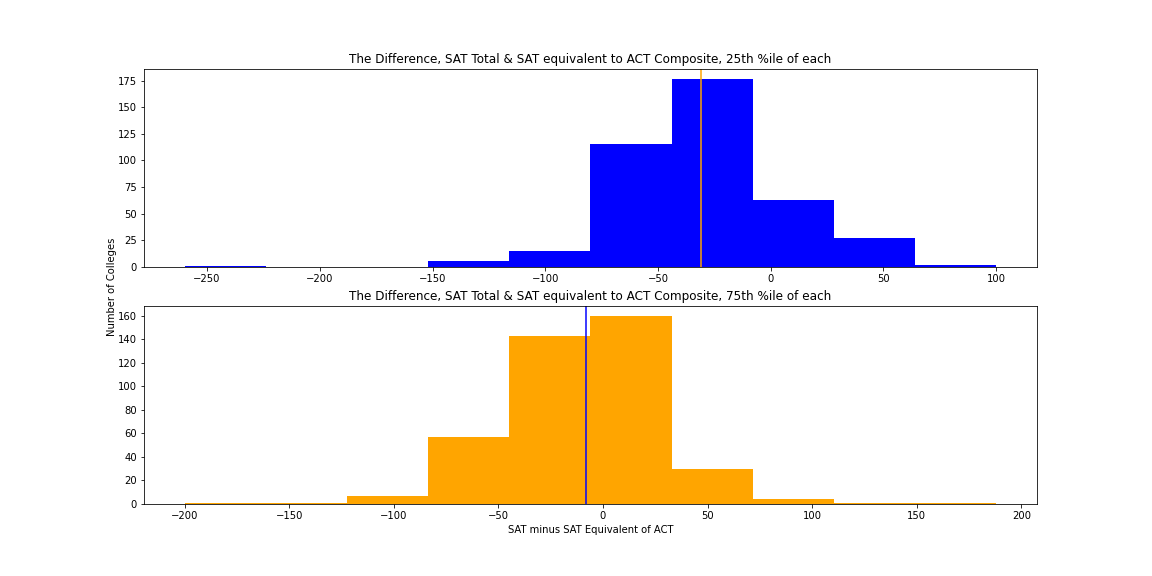 The Difference, SAT Total & SAT equivalent to ACT Composite, 25th %ile of each
175
150
125
100
75
50
25
0
−250 −200 −150 −100 −50 0 50 100
Number of Colleges
The Difference, SAT Total & SAT equivalent to ACT Composite, 75th %ile of each
160
140
120
100
80
60
40
20
0
−200 −150 −100 −50 0 50 100 150 200
SAT minus SAT Equivalent of ACT